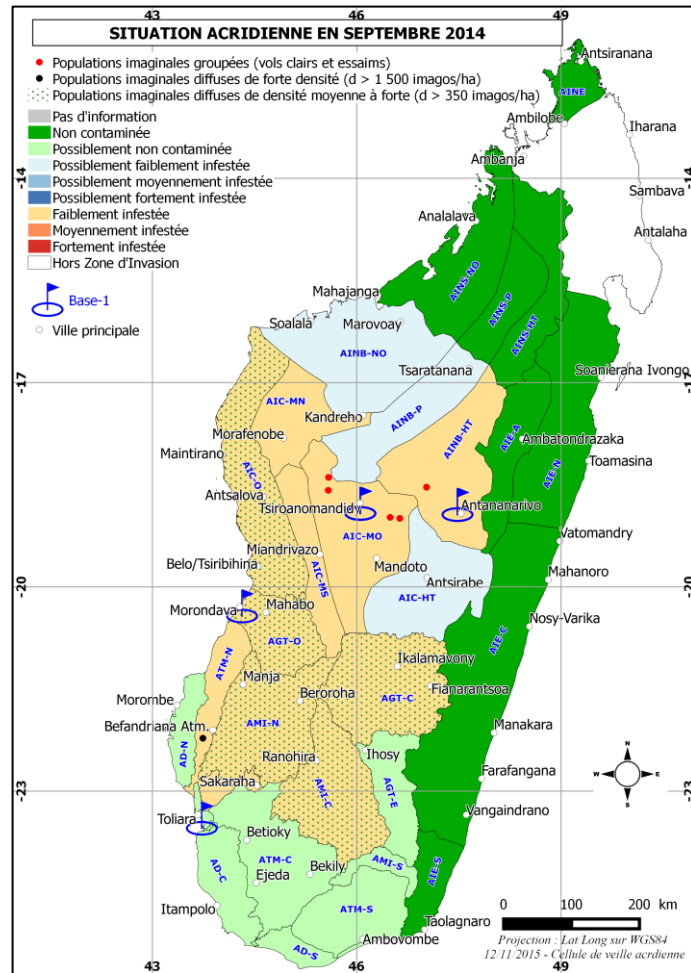 43
46
49
SITUATION ACRIDIENNE EN SEPTEMBRE 2014
Populations imaginales groupées (vols clairs et essaims)
Populations imaginales diffuses de forte densité (d > 1 500 imagos/ha)
Populations imaginales diffuses de densité moyenne à forte (d > 350 imagos/ha)
Pas d'information
Non contaminée
Possiblement non contaminée
Possiblement faiblement infestée
Possiblement moyennement infestée
Possiblement fortement infestée
Faiblement infestée
Moyennement infestée
Fortement infestée
Hors Zone d'Invasion
Base-1
Ville principale
Antsiranana
AINE
Ambilobe
Iharana
Ambanja
-14
-14
Sambava
Analalava
Antalaha
AINS-NO
Mahajanga
AINS-P
Soalala
Marovoay
AINS-HT
AINB-NO
Tsaratanana
Soanierana Ivongo
-17
-17
AIC-MN
Kandreho
AINB-P
AINB-HT
Morafenobe
AIE-A
Ambatondrazaka
Maintirano
AIC-O
AIE-N
Toamasina
Antsalova
Tsiroanomandidy
Antananarivo
AIC-MO
Vatomandry
Miandrivazo
Belo/Tsiribihina
AIC-MS
Mandoto
Antsirabe
Mahanoro
-20
-20
AIC-HT
Morondava
Mahabo
Nosy-Varika
AGT-O
AIE-C
ATM-N
Ikalamavony
Manja
Beroroha
AGT-C
Fianarantsoa
Morombe
AMI-N
Befandriana Atm.
Manakara
AD-N
Ranohira
Ihosy
N
W
E
S
Sakaraha
AMI-C
AGT-E
Farafangana
-23
-23
Toliara
Vangaindrano
Betioky
ATM-C
AMI-S
AIE-S
AD-C
Bekily
Ejeda
Itampolo
ATM-S
0
100
200 km
Taolagnaro
AD-S
Ambovombe
Projection : Lat Long sur WGS84
12/11/2015 - Cellule de veille acrdienne
43
46
49